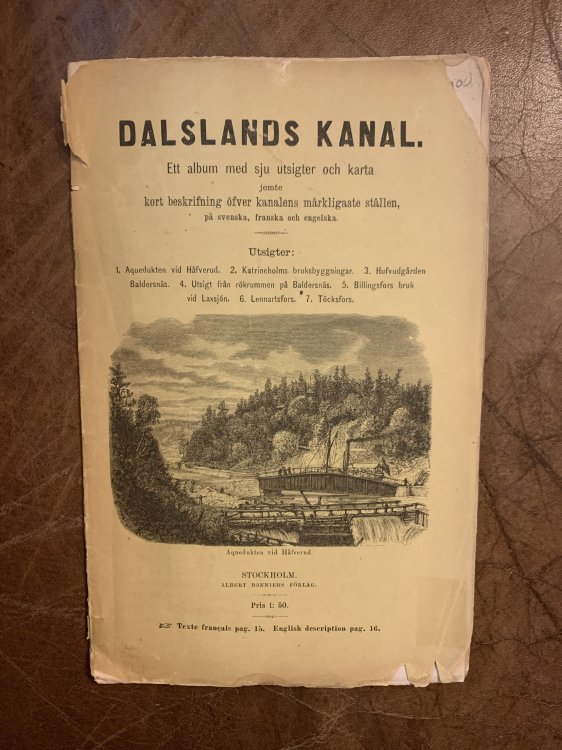 DALSLANDS KANAL.
Ett album med sju utsigter och karta
jemte
kort beskrifning öfver kanalens märkligaste ställen,
på svenska, franska och engelska.
Utsigter:
1. Aquedukten vid Håfverud. 2. Katrineholms bruksbyggningar. 3. Hufvudgården
Baldersnäs. 4. Utsigt från rökrummen på Baldersnäs. 5. Billingsfors bruk
vid Laxsjön. 6. Lennartsfors. 7. Töcksfors.
Aquedukten vid Håfverud.
STOCKHOLM.
ALBERT BONNIERS FÖRLAG.
Pris 1: 50.
☞ Texte français pag. 15. English description pag. 16.